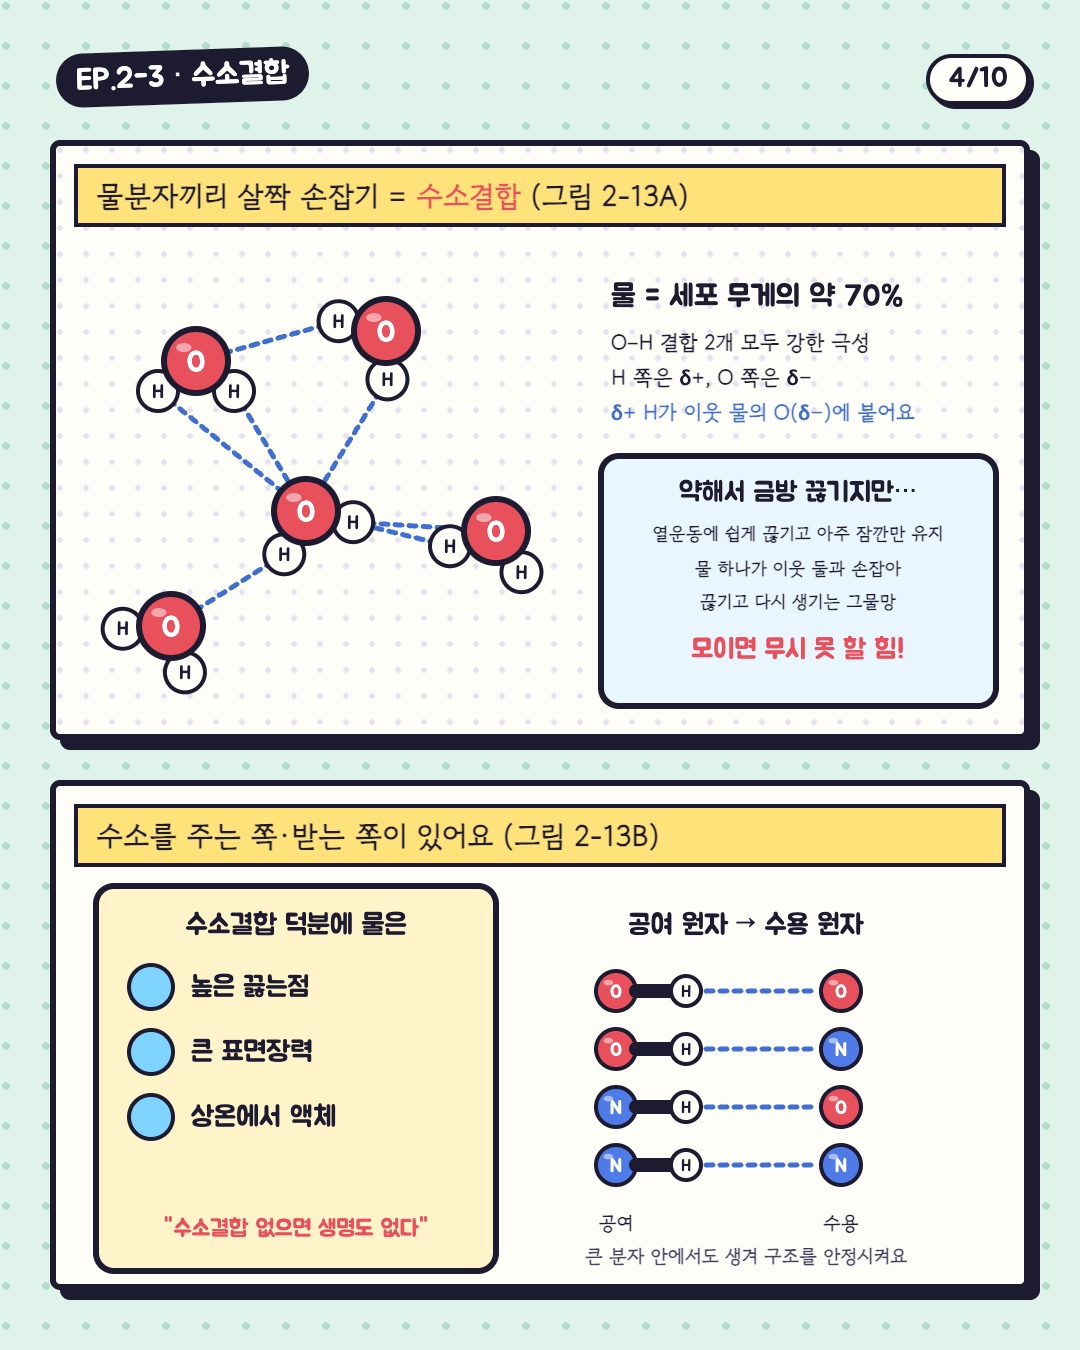 EP.2-3 · 수소결합
4/10
물분자끼리 살짝 손잡기 = 수소결합 (그림 2-13A)
H
O
O
H
H
H
O
H
H
H
O
H
H
O
H
물 = 세포 무게의 약 70%
O–H 결합 2개 모두 강한 극성
H 쪽은 δ+, O 쪽은 δ−
δ+ H가 이웃 물의 O(δ−)에 붙어요
약해서 금방 끊기지만…
열운동에 쉽게 끊기고 아주 잠깐만 유지
물 하나가 이웃 둘과 손잡아
끊기고 다시 생기는 그물망
모이면 무시 못 할 힘!
수소를 주는 쪽·받는 쪽이 있어요 (그림 2-13B)
수소결합 덕분에 물은
높은 끓는점
큰 표면장력
상온에서 액체
"수소결합 없으면 생명도 없다"
공여 원자 → 수용 원자
O H O
O H N
N H O
N H N
공여 수용
큰 분자 안에서도 생겨 구조를 안정시켜요